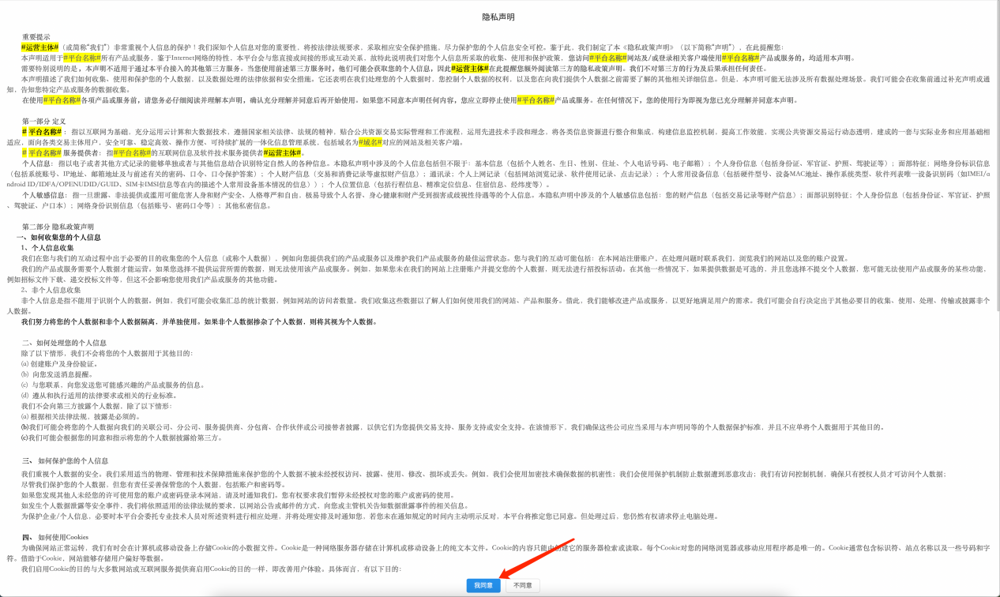 隐私声明
重要提示
#运营主体#（或简称“我们”）非常重视个人信息的保护！我们深知个人信息对您的重要性，将按法律法规要求，采取相应安全保护措施，尽力保护您的个人信息安全可控。鉴于此，我们制定了本《隐私政策声明》（以下简称“声明”），在此提醒您：
本声明适用于#平台名称#所有产品或服务，鉴于Internet网络的特性，本平台会与您直接或间接的形成互动关系，故特此说明我们对您个人信息所采取的收集、使用和保护政策，您访问#平台名称#网站及/或登录相关客户端使用#平台名称#产品或服务的，均适用本声明。
需要特别说明的是，本声明不适用于通过本平台接入的其他第三方服务。当您使用前述第三方服务时，他们可能会获取您的个人信息，因此#运营主体#在此提醒您额外阅读第三方的隐私政策声明。我们不对第三方的行为及后果承担任何责任。
本声明描述了我们如何收集、使用和保护您的个人数据，以及数据处理的法律依据和安全措施。它还表明在我们处理您的个人数据时，您控制个人数据的权利，以及您在向我们提供个人数据之前需要了解的其他相关详细信息。但是，本声明可能无法涉及所有数据处理场景。我们可能会在收集前通过补充声明或通
知，告知您特定产品或服务的数据收集。
在使用#平台名称#各项产品或服务前，请您务必仔细阅读并理解本声明，确认充分理解并同意后再开始使用。如果您不同意本声明任何内容，您应立即停止使用#平台名称#产品或服务。在任何情况下，您的使用行为即视为您已充分理解并同意本声明。
第一部分 定义
# 平台名称#：指以互联网为基础，充分运用云计算和大数据技术，遵循国家相关法律、法规的精神，贴合公共资源交易实际管理和工作流程，运用先进技术手段和理念，将各类信息资源进行整合和集成，构建信息监控机制，提高工作效能，实现公共资源交易运行动态透明，建成的一套与实际业务和应用基础相
适应，面向各类交易主体用户，安全可靠、稳定高效、操作方便、可持续扩展的一体化信息管理系统，包括域名为#域名#对应的网站及相关客户端。
# 平台名称# 服务提供者：指#平台名称#的互联网信息及软件技术服务提供者#运营主体#。
个人信息：指以电子或者其他方式记录的能够单独或者与其他信息结合识别特定自然人的各种信息。本隐私声明中涉及的个人信息包括但不限于：基本信息（包括个人姓名、生日、性别、住址、个人电话号码、电子邮箱）；个人身份信息（包括身份证、军官证、护照、驾驶证等）；面部特征；网络身份标识信息
（包括系统账号、IP地址、邮箱地址及与前述有关的密码、口令、口令保护答案）；个人财产信息（交易和消费记录等虚拟财产信息）；通讯录；个人上网记录（包括网站浏览记录、软件使用记录、点击记录）；个人常用设备信息（包括硬件型号、设备MAC地址、操作系统类型、软件列表唯一设备识别码（如IMEI/a
ndroid ID/IDFA/OPENUDID/GUID、SIM卡IMSI信息等在内的描述个人常用设备基本情况的信息））；个人位置信息（包括行程信息、精准定位信息、住宿信息、经纬度等）。
个人敏感信息：指一旦泄露、非法提供或滥用可能危害人身和财产安全、人格尊严和自由，极易导致个人名誉、身心健康和财产受到损害或歧视性待遇等的个人信息。本隐私声明中涉及的个人敏感信息包括：您的财产信息（包括交易记录等财产信息）；面部识别特征；个人身份信息（包括身份证、军官证、护照
、驾驶证、户口本）；网络身份识别信息（包括账号、密码口令等）；其他私密信息。
第二部分 隐私政策声明
一、如何收集您的个人信息
1、个人信息收集
我们在您与我们的互动过程中出于必要的目的收集您的个人信息（或称个人数据），例如向您提供我们的产品或服务以及维护我们产品或服务的最佳运营状态。您与我们的互动可能包括：在本网站注册账户，在处理问题时联系我们，浏览我们的网站以及您的账户设置。
我们的产品或服务需要个人数据才能运营。如果您选择不提供运营所需的数据，则无法使用该产品或服务。例如，如果您未在我们的网站上注册账户并提交您的个人数据，则无法进行招投标活动。在其他一些情况下，如果提供数据是可选的，并且您选择不提交个人数据，您可能无法使用产品或服务的某些功能，
例如招标文件下载、递交投标文件等，但这不会影响您使用我们产品或服务的其他功能。
2、非个人信息收集
非个人信息是指不能用于识别个人的数据。例如，我们可能会收集汇总的统计数据，例如网站的访问者数量。我们收集这些数据以了解人们如何使用我们的网站、产品和服务。借此，我们能够改进产品或服务，以更好地满足用户的需求。我们可能会自行决定出于其他必要目的收集、使用、处理、传输或披露非个
人数据。
我们努力将您的个人数据和非个人数据隔离，并单独使用。如果非个人数据掺杂了个人数据，则将其视为个人数据。
二、如何处理您的个人信息
除了以下情形，我们不会将您的个人数据用于其他目的：
(a) 创建账户及身份验证。
(b) 向您发送消息提醒。
(c) 与您联系，向您发送您可能感兴趣的产品或服务的信息。
(d) 遵从和执行适用的法律要求或相关的行业标准。
我们不会向第三方披露个人数据，除了以下情形：
(a) 根据相关法律法规，披露是必须的。
(b)我们可能会将您的个人数据向我们的关联公司、分公司、服务提供商、分包商、合作伙伴或公司接替者披露，以供它们为您提供交易支持、服务支持或安全支持。在该情形下，我们确保这些公司应当采用与本声明同等的个人数据保护标准，并且不应单将个人数据用于其他目的。
(c)我们可能会根据您的同意和指示将您的个人数据披露给第三方。
三、 如何保护您的个人信息
我们重视个人数据的安全。我们采用适当的物理、管理和技术保障措施来保护您的个人数据不被未经授权访问、披露、使用、修改、损坏或丢失。例如，我们会使用加密技术确保数据的机密性；我们会使用保护机制防止数据遭到恶意攻击；我们有访问控制机制，确保只有授权人员才可访问个人数据；
尽管我们保护您的个人数据，但您有责任妥善保管您的个人数据，包括账户和密码等。
如果您发现其他人未经您的许可使用您的账户或密码登录本网站，请及时通知我们。您有权要求我们暂停未经授权对您的账户或密码的使用。
如发生个人数据泄露等安全事件，我们将依照适用的法律法规的要求，以网站公告或邮件的方式，向您或主管机关告知数据泄露事件的相关信息。
为保护企业/个人信息，必要时本平台会委托专业技术人员对所述资料进行相应处理，并将处理安排及时通知您，若您未在通知规定的时间内主动明示反对，本平台将推定您已同意。但处理过后，您仍然有权请求停止电脑处理。
四、 如何使用Cookies
为确保网站正常运转，我们有时会在计算机或移动设备上存储Cookie的小数据文件。Cookie是一种网络服务器存储在计算机或移动设备上的纯文本文件。Cookie的内容只能由创建它的服务器检索或读取。每个Cookie对您的网络浏览器或移动应用程序都是唯一的。Cookie通常包含标识符、站点名称以及一些号码和字
符。借助于Cookie，网站能够存储用户偏好等数据。
我们启用Cookie的目的与大多数网站或互联网服务提供商启用Cookie的目的一样，即改善用户体验。具体而言，有以下目的：
我同意 不同意